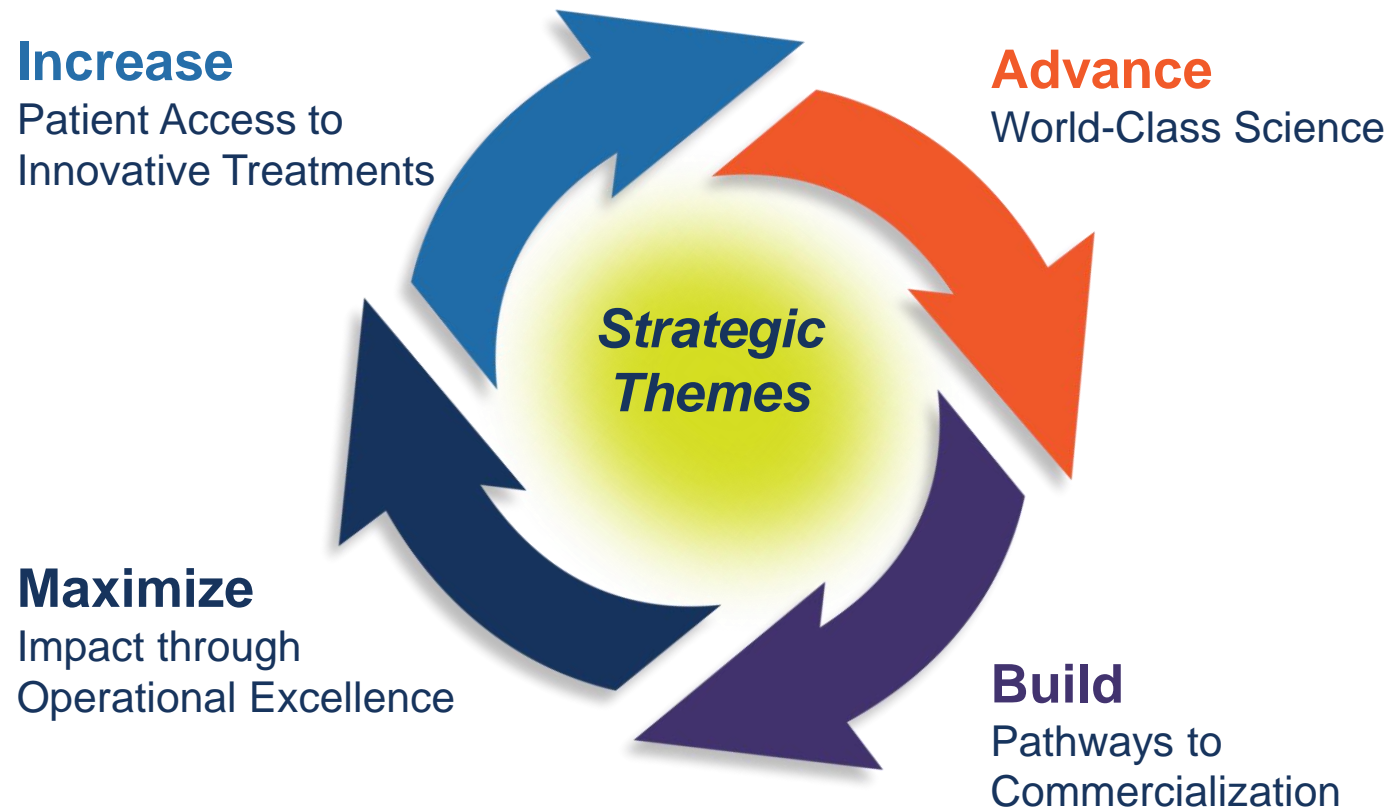 Increase
Patient Access to
Innovative Treatments
Advance
World-Class Science
Strategic
Themes
Maximize
Impact through
Operational Excellence
Build
Pathways to
Commercialization